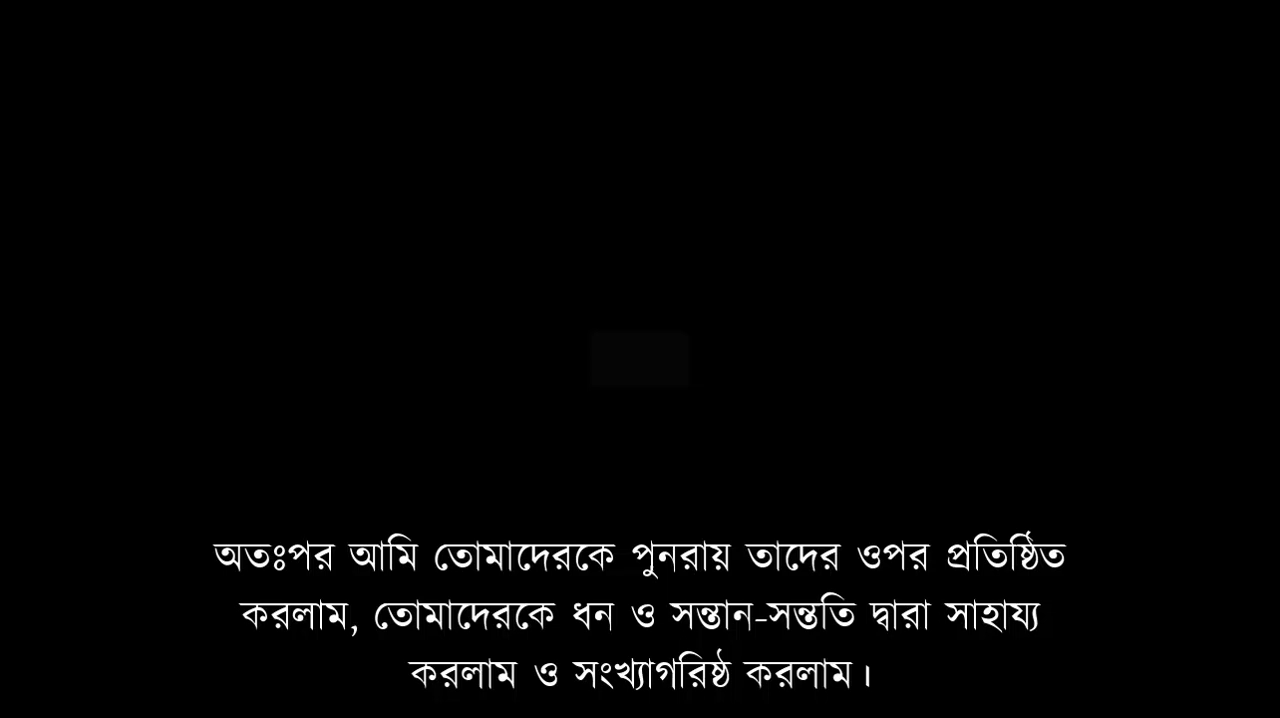 অতঃপর আমি তোমাদেরকে পুনরায় তাদের ওপর প্রতিষ্ঠিত
করলাম, তোমাদেরকে ধন ও সন্তান-সন্ততি দ্বারা সাহায্য
করলাম ও সংখ্যাগরিষ্ঠ করলাম।